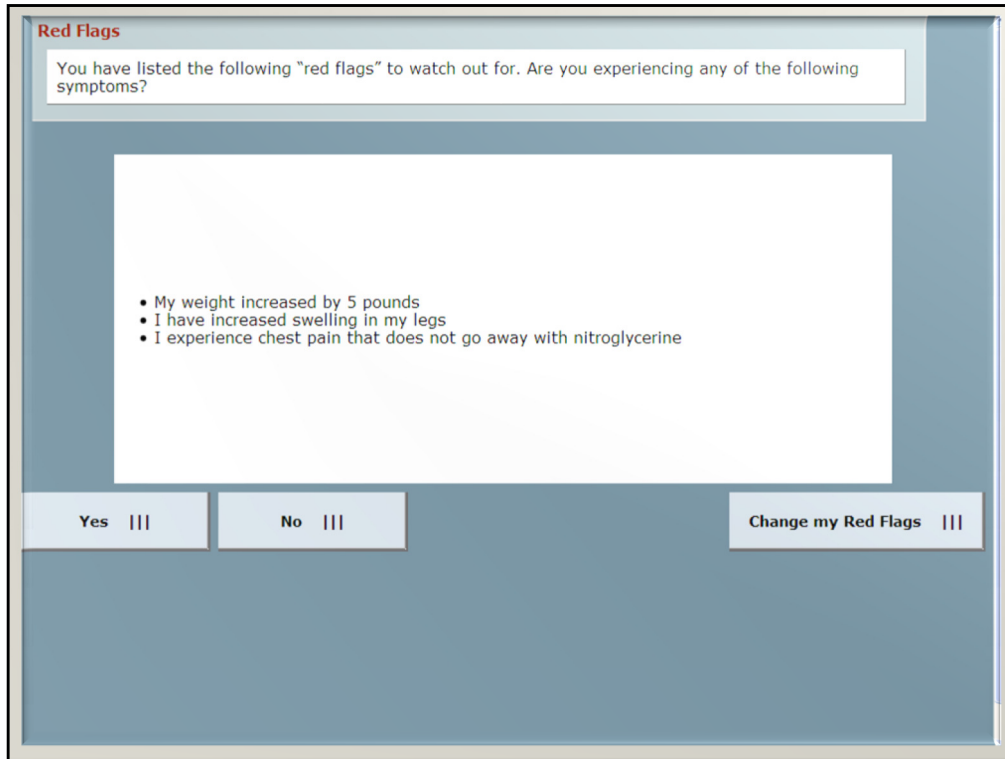 Red Flags
You have listed the following “red flags” to watch out for. Are you experiencing any of the following
symptoms?
• My weight increased by 5 pounds
• I have increased swelling in my legs
• I experience chest pain that does not go away with nitroglycerine
Yes |||
No |||
Change my Red Flags |||